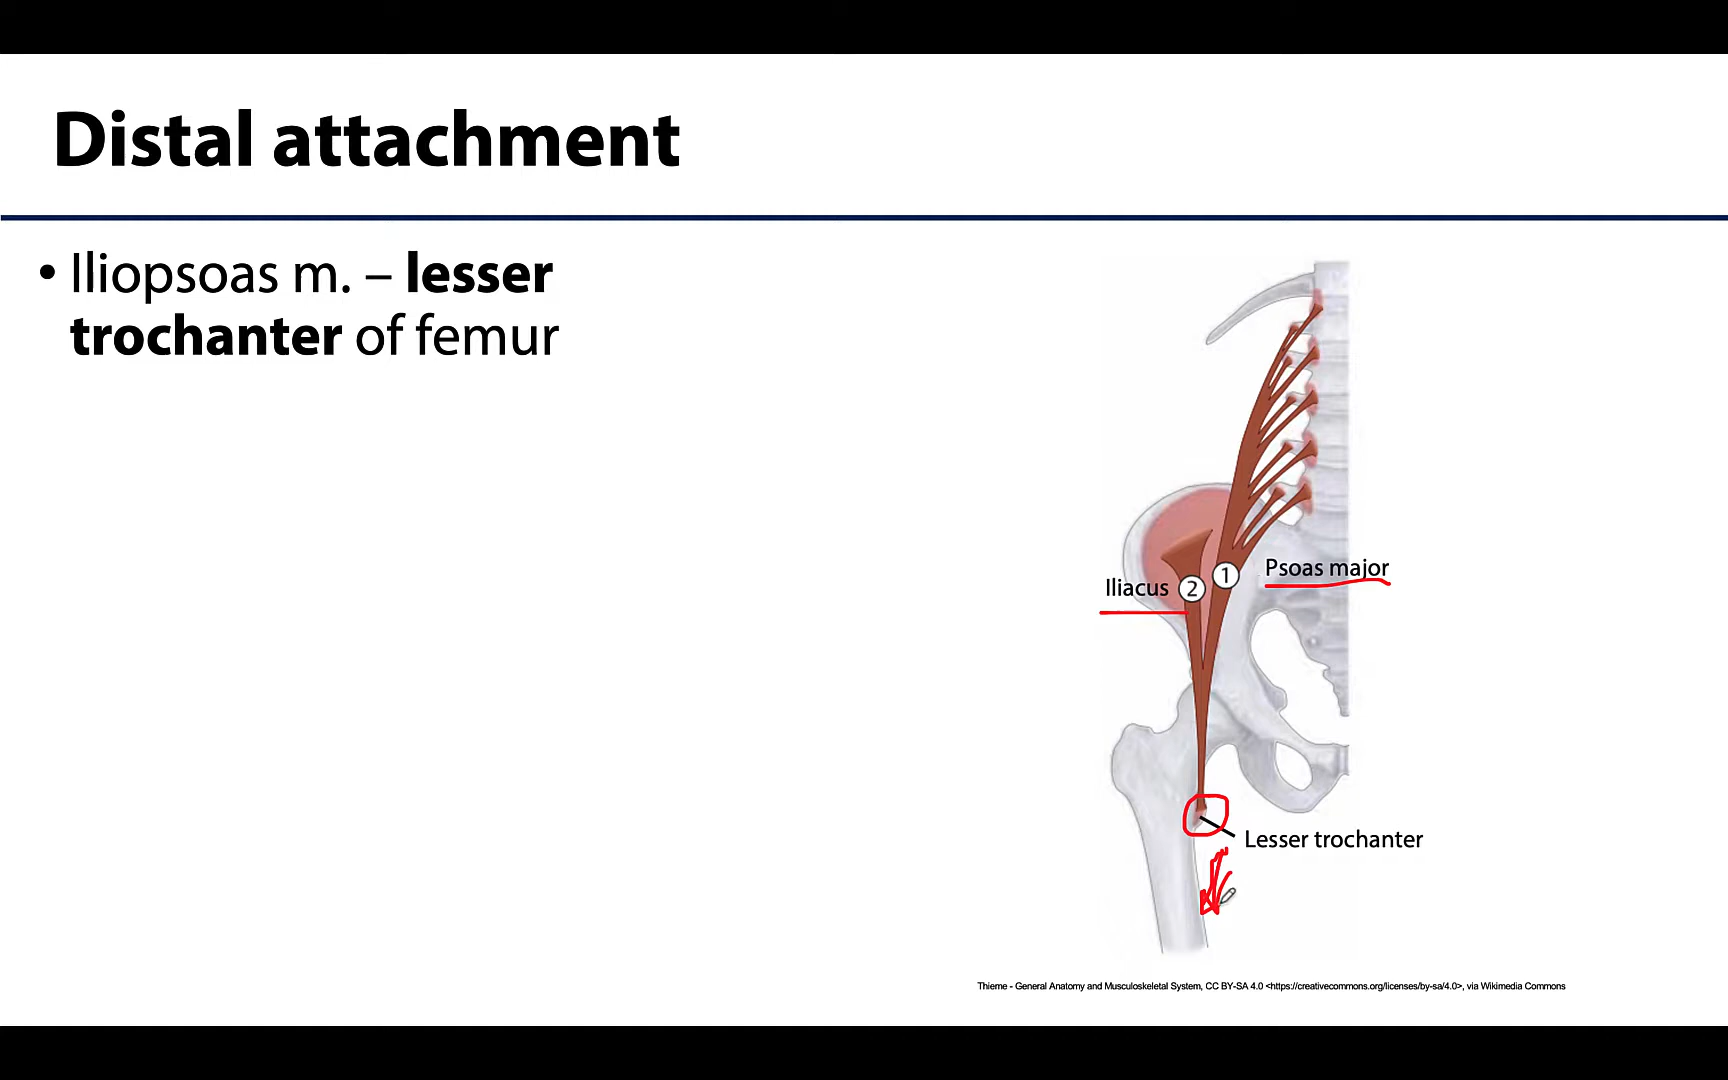 Distal attachment
• Iliopsoas m. – lesser
trochanter of femur
Psoas major
1
Iliacus 2
Lesser trochanter
Thieme - General Anatomy and Musculoskeletal System, CC BY-SA 4.0 <https://creativecommons.org/licenses/by-sa/4.0>, via Wikimedia Commons